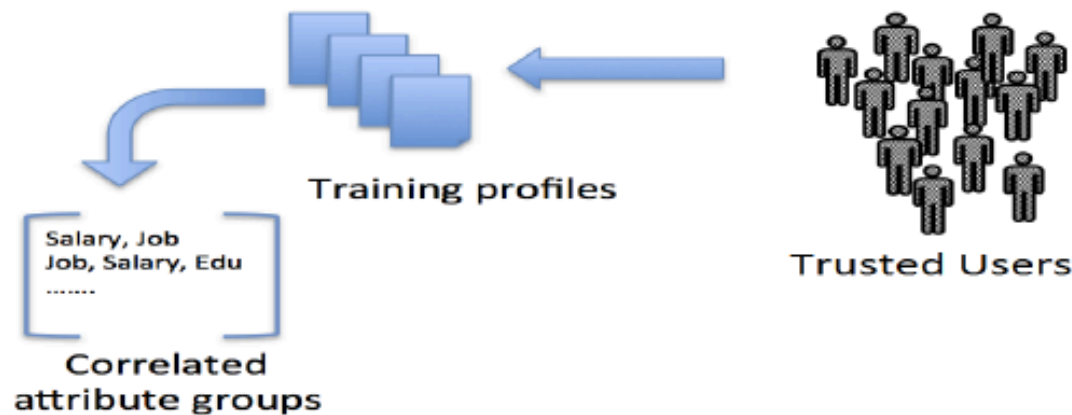 Training profiles
Trusted Users
Salary, Job
Job, Salary, Edu
.......
Correlated
attribute groups